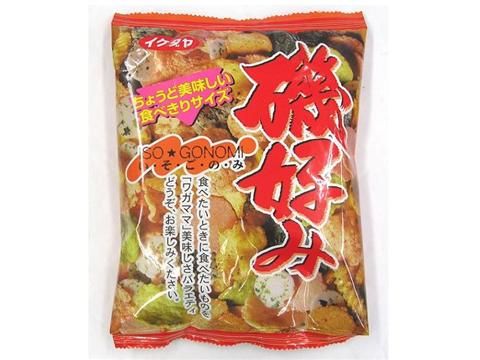 イケダヤ
ちょうど美味しい
食べきりサイズ
磯好み
ISO★GONOMI
い・そ・ご・の・み
食べたいときに食べたいものを
「ワガママ」美味しさバラエティ
どうぞ、お楽しみください。